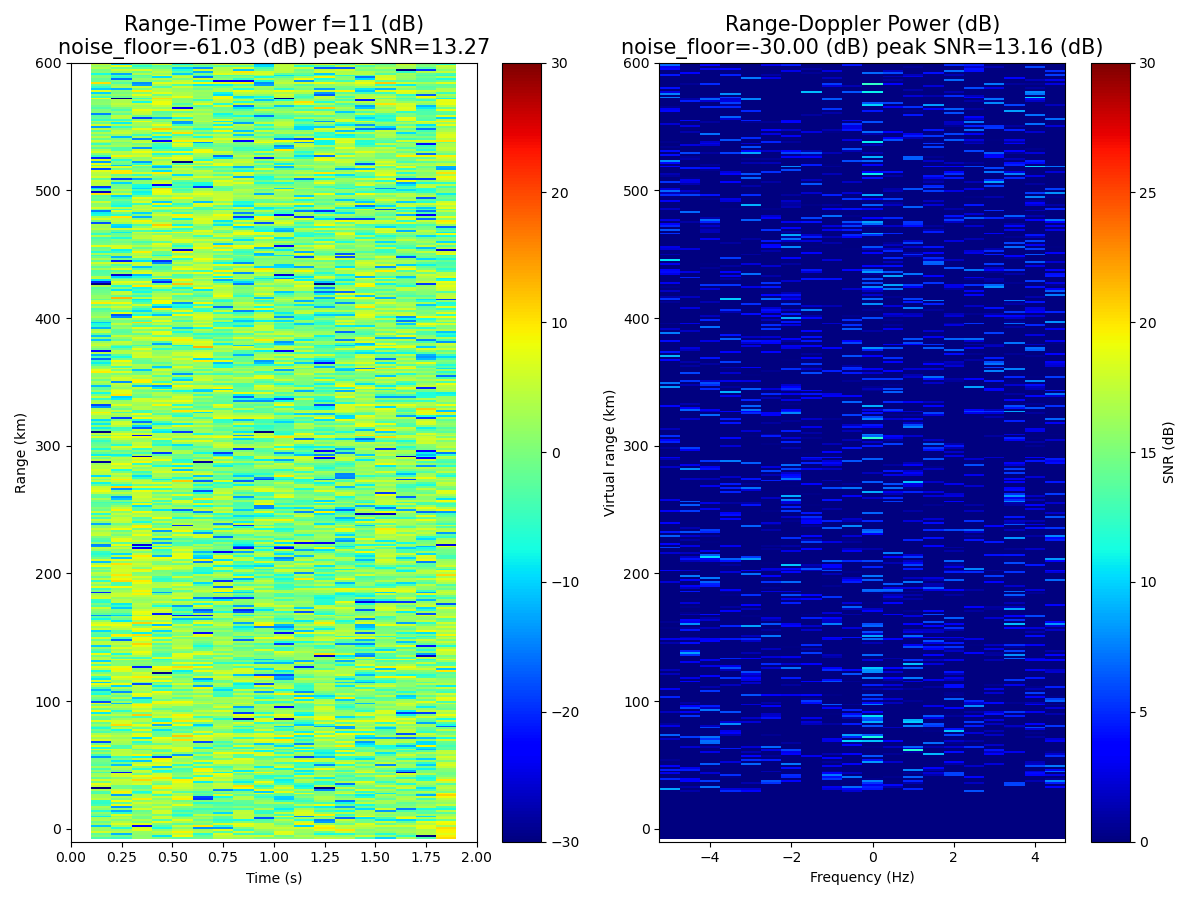 Range-Time Power f=11 (dB)
noise_floor=-61.03 (dB) peak SNR=13.27
Range-Doppler Power (dB)
noise_floor=-30.00 (dB) peak SNR=13.16 (dB)
600
500
400
300
200
100
0
Range (km)
0.00 0.25 0.50 0.75 1.00 1.25 1.50 1.75 2.00
Time (s)
30
20
10
0
−10
−20
−30
600
500
400
300
200
100
0
Virtual range (km)
−4 −2 0 2 4
Frequency (Hz)
30
25
20
15
10
5
0
SNR (dB)